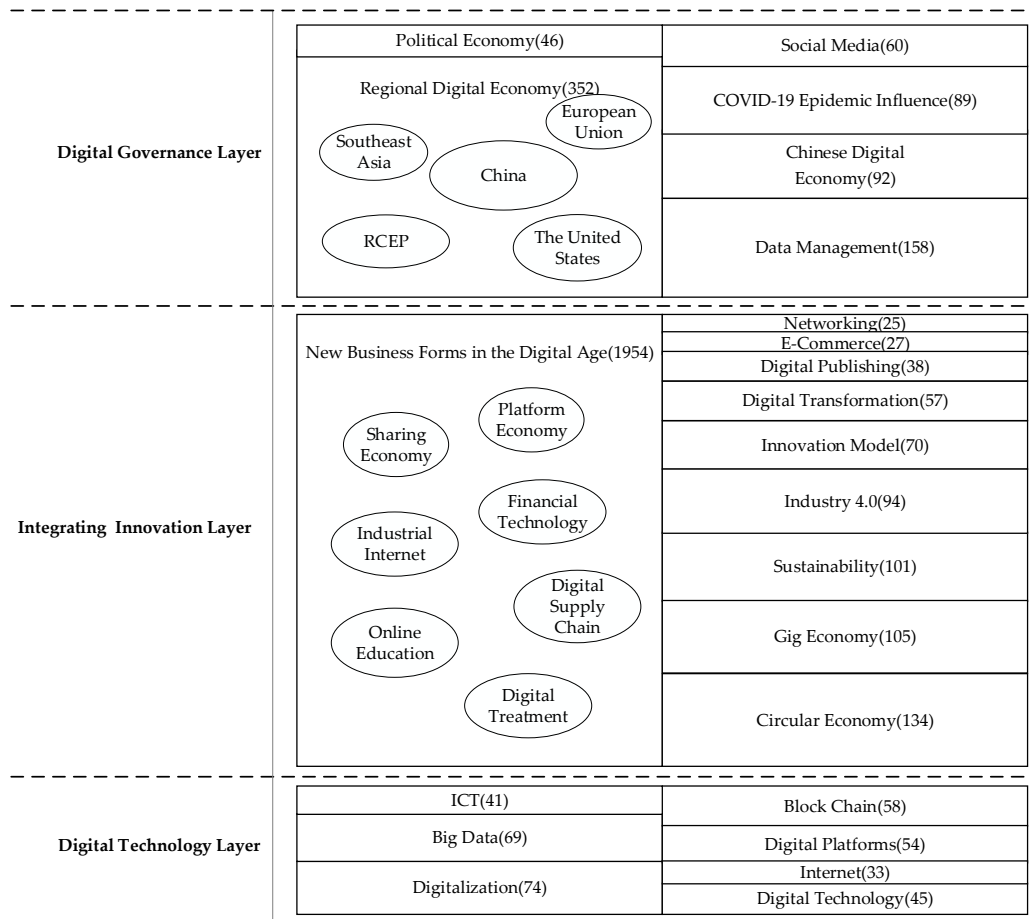 Digital Governance Layer
Political Economy(46)
Regional Digital Economy(352)
European
Union
Southeast
Asia
China
RCEP
The United
States
Social Media(60)
COVID-19 Epidemic Influence(89)
Chinese Digital
Economy(92)
Data Management(158)
Integrating Innovation Layer
New Business Forms in the Digital Age(1954)
Platform
Economy
Sharing
Economy
Financial
Technology
Industrial
Internet
Digital
Supply
Chain
Online
Education
Digital
Treatment
Networking(25)
E-Commerce(27)
Digital Publishing(38)
Digital Transformation(57)
Innovation Model(70)
Industry 4.0(94)
Sustainability(101)
Gig Economy(105)
Circular Economy(134)
Digital Technology Layer
ICT(41)
Big Data(69)
Digitalization(74)
Block Chain(58)
Digital Platforms(54)
Internet(33)
Digital Technology(45)